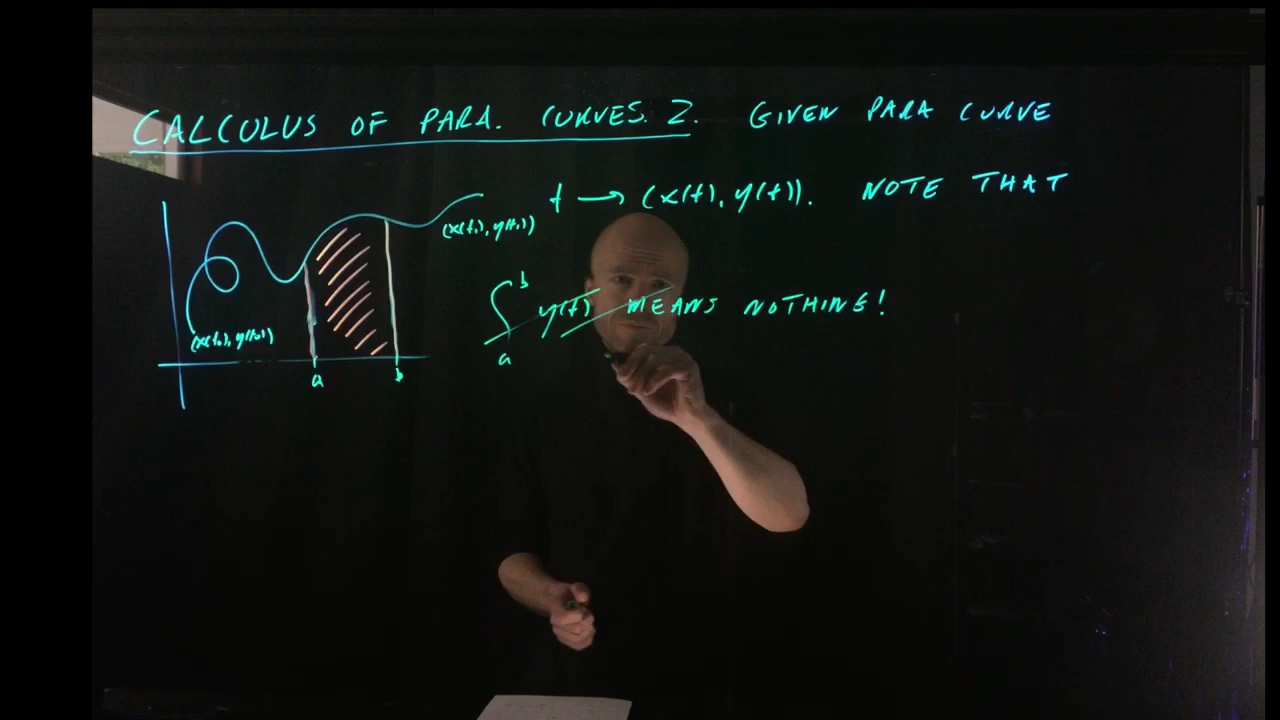 CALCULUS OF PARA. CURVES. 2. GIVEN PARA CURVE
t → (x(t), y(t)). NOTE THAT
(x(t₁), y(t₁))
∫ₐᵇ y(t) MEANS NOTHING!
(x(t₀), y(t₀))
a b